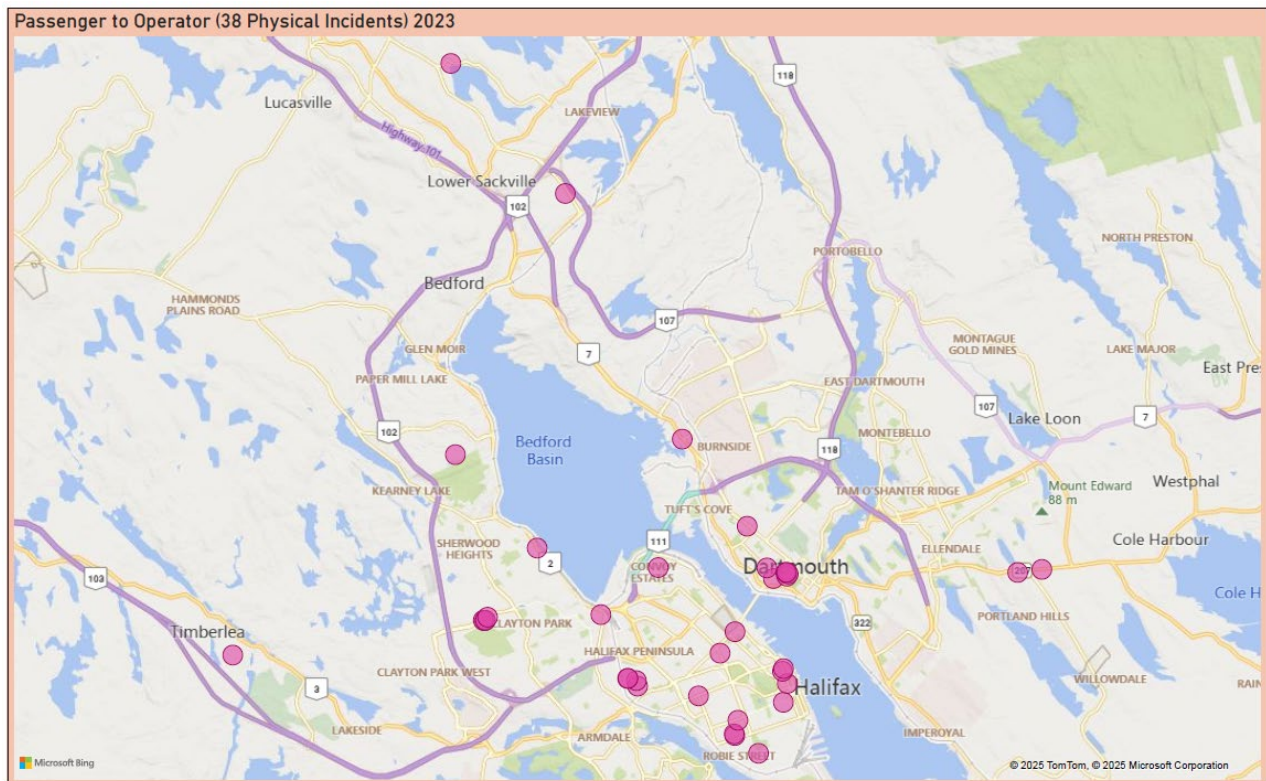 Passenger to Operator (38 Physical Incidents) 2023
118
Lucasville
LAKEVIEW
Highway 101
Lower Sackville
102
NORTH PRESTON
PORTOBELLO
Bedford
HAMMONDS
PLAINS ROAD
107
MONTAGUE
GOLD MINES
GLEN MOIR
7
LAKE MAJOR
East Pres
PAPER MILL LAKE
EAST DARTMOUTH
107
Lake Loon
7
102
Bedford
Basin
BURNSIDE
118
MONTEBELLO
Mount Edward
88 m
Westphal
KEARNEY LAKE
TAM O'SHANTER RIDGE
TUFT'S COVE
SHERWOOD
HEIGHTS
2
111
CONVOY
ESTATES
Dartmouth
ELLENDALE
Cole Harbour
103
Cole H
Timberlea
CLAYTON PARK
322
PORTLAND HILLS
HALIFAX PENINSULA
CLAYTON PARK WEST
3
Halifax
WILLOWDALE
RAIN
LAKESIDE
ARMDALE
IMPEROYAL
ROBIE STREET
Microsoft Bing
© 2025 TomTom, © 2025 Microsoft Corporation